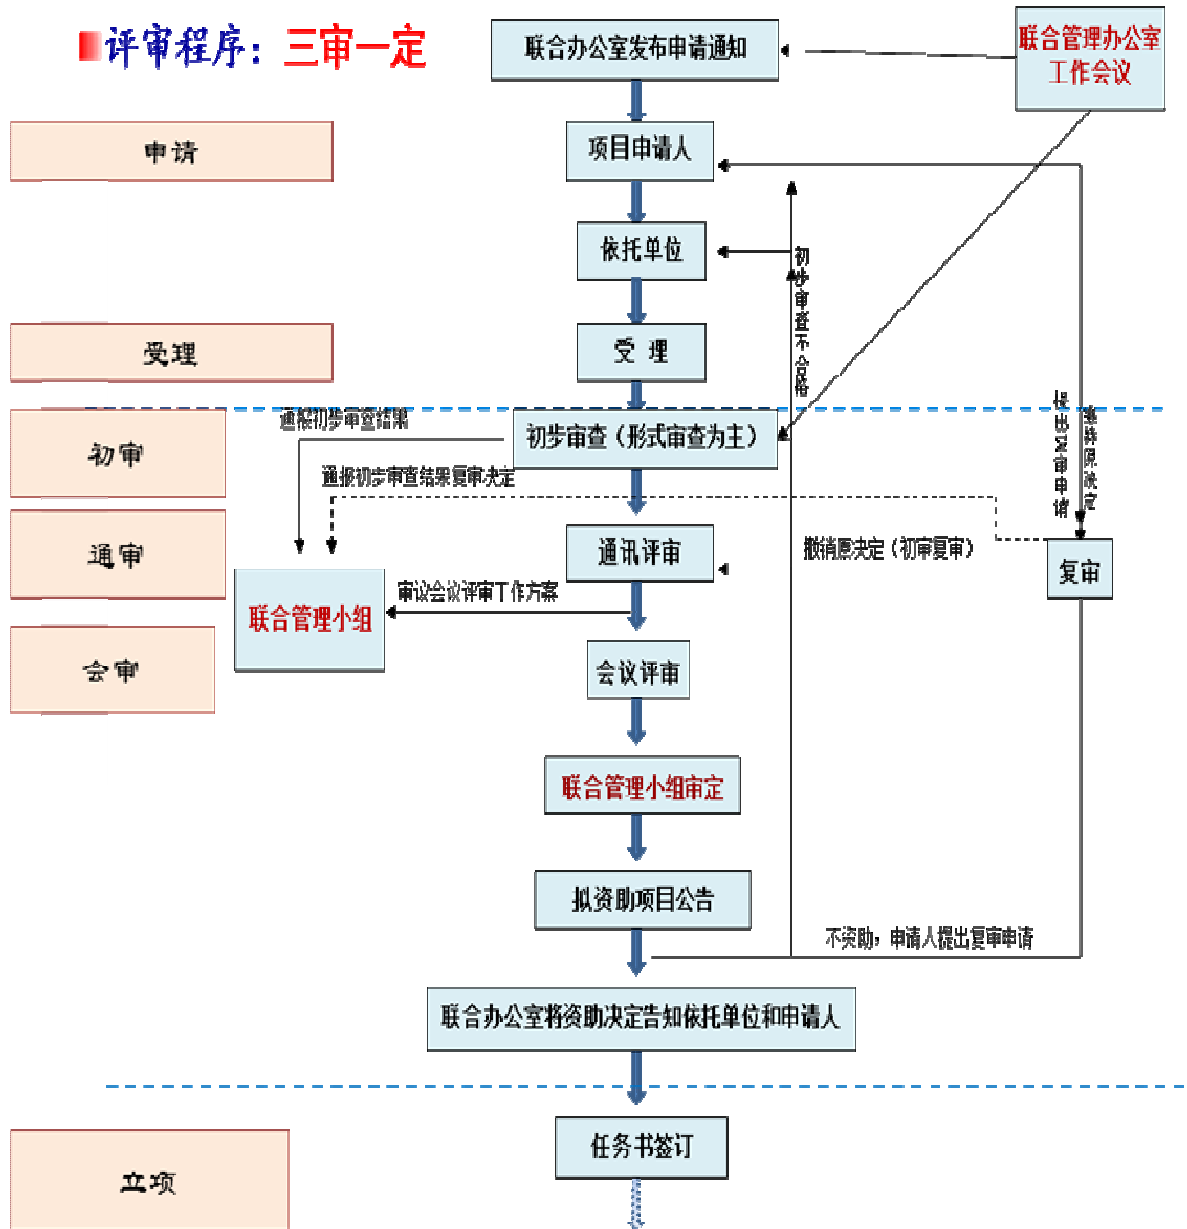 评审程序：三审一定
联合办公室发布申请通知
联合管理办公室
工作会议
申请
项目申请人
依托单位
初步审查不合格
受理
受 理
通报初步审查结果
初审
初步审查（形式审查为主）
提出复审申请
维持原决定
通报初步审查结果复审决定
通审
通讯评审
撤销原决定（初审复审）
复审
审议会议评审工作方案
联合管理小组
会审
会议评审
联合管理小组审定
拟资助项目公告
不资助，申请人提出复审申请
联合办公室将资助决定告知依托单位和申请人
任务书签订
立项